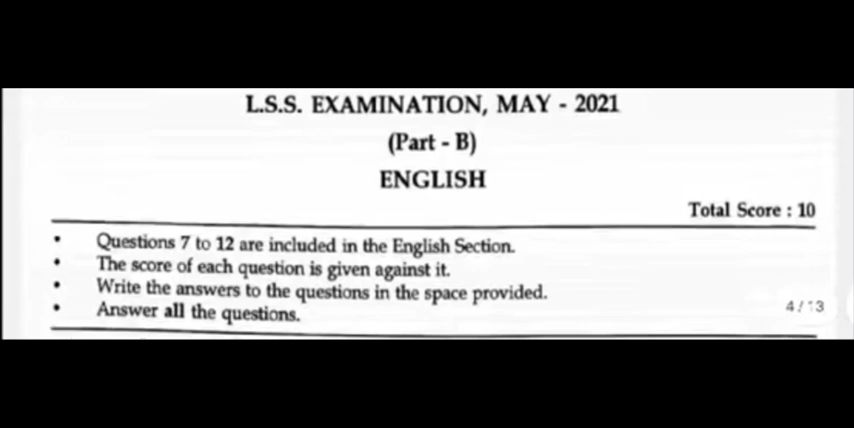 L.S.S. EXAMINATION, MAY - 2021
(Part - B)
ENGLISH
Total Score : 10
• Questions 7 to 12 are included in the English Section.
• The score of each question is given against it.
• Write the answers to the questions in the space provided.
• Answer all the questions.
4/13